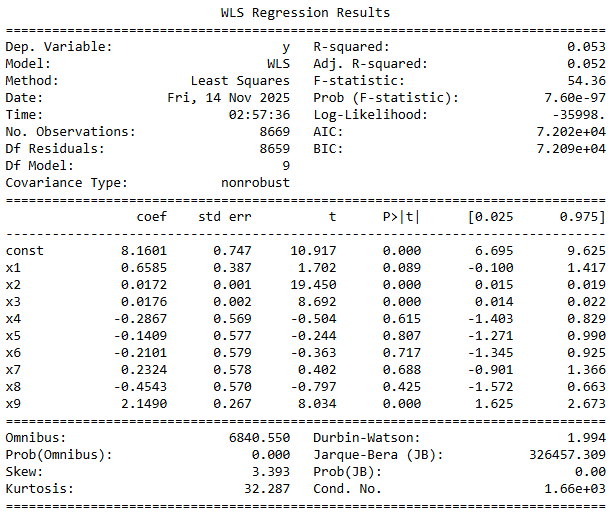 WLS Regression Results
==============================================================================
Dep. Variable:                      y   R-squared:                       0.053
Model:                            WLS   Adj. R-squared:                  0.052
Method:                 Least Squares   F-statistic:                     54.36
Date:                Fri, 14 Nov 2025   Prob (F-statistic):           7.60e-97
Time:                        02:57:36   Log-Likelihood:                -35998.
No. Observations:                8669   AIC:                         7.202e+04
Df Residuals:                    8659   BIC:                         7.209e+04
Df Model:                           9
Covariance Type:            nonrobust
==============================================================================
                 coef    std err          t      P>|t|      [0.025      0.975]
------------------------------------------------------------------------------
const          8.1601      0.747     10.917      0.000       6.695       9.625
x1             0.6585      0.387      1.702      0.089      -0.100       1.417
x2             0.0172      0.001     19.450      0.000       0.015       0.019
x3             0.0176      0.002      8.692      0.000       0.014       0.022
x4            -0.2867      0.569     -0.504      0.615      -1.403       0.829
x5            -0.1409      0.577     -0.244      0.807      -1.271       0.990
x6            -0.2101      0.579     -0.363      0.717      -1.345       0.925
x7             0.2324      0.578      0.402      0.688      -0.901       1.366
x8            -0.4543      0.570     -0.797      0.425      -1.572       0.663
x9             2.1490      0.267      8.034      0.000       1.625       2.673
==============================================================================
Omnibus:                     6840.550   Durbin-Watson:                   1.994
Prob(Omnibus):                  0.000   Jarque-Bera (JB):           326457.309
Skew:                           3.393   Prob(JB):                         0.00
Kurtosis:                      32.287   Cond. No.                     1.66e+03
==============================================================================